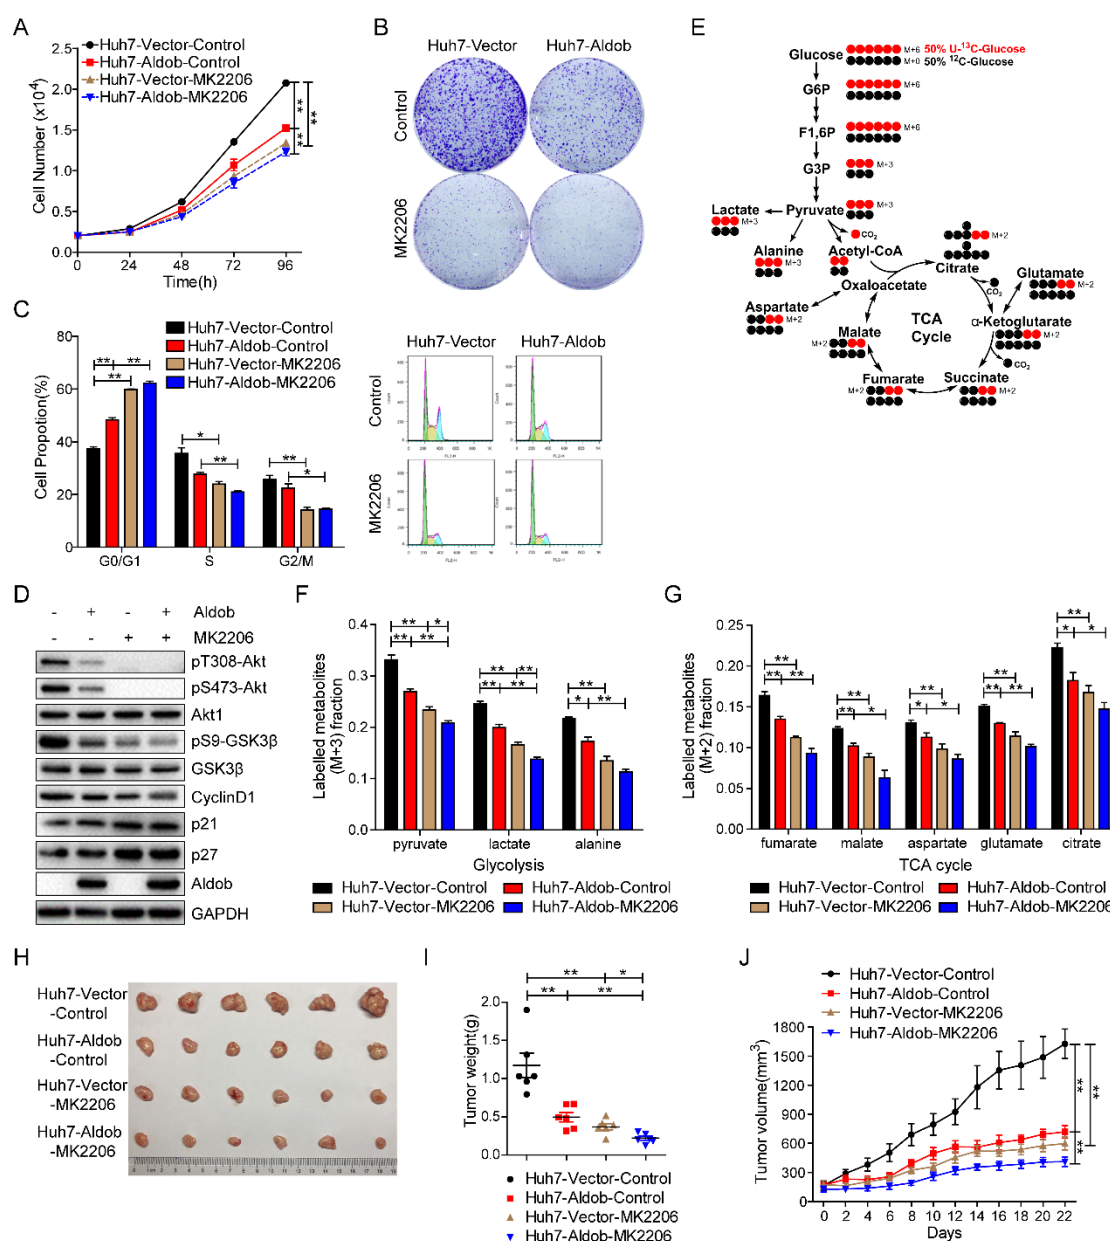 A
Huh7-Vector-Control
Huh7-Aldob-Control
Huh7-Vector-MK2206
Huh7-Aldob-MK2206
Cell Number (x10⁴)
2.5
2.0
1.5
1.0
0.5
0.0
0 24 48 72 96
Time(h)
** ** **
B
Huh7-Vector Huh7-Aldob
Control
MK2206
C
Huh7-Vector-Control
Huh7-Aldob-Control
Huh7-Vector-MK2206
Huh7-Aldob-MK2206
Cell Propotion(%)
80
60
40
20
0
** **
**
*
**
**
*
G0/G1 S G2/M
Huh7-Vector Huh7-Aldob
Control
MK2206
D
- + - + Aldob
- - + + MK2206
pT308-Akt
pS473-Akt
Akt1
pS9-GSK3β
GSK3β
CyclinD1
p21
p27
Aldob
GAPDH
E
Glucose M+6 50% U-¹³C-Glucose
M+0 50% ¹²C-Glucose
G6P M+6
F1,6P M+6
G3P M+3
Pyruvate M+3
Lactate M+3
CO₂
Alanine M+3
Acetyl-CoA
Citrate M+2
Oxaloacetate
CO₂
Glutamate M+2
Aspartate M+2
TCA
Cycle
α-Ketoglutarate M+2
Malate M+2
CO₂
Fumarate M+2
Succinate M+2
F
Labelled metabolites
(M+3) fraction
0.4
0.3
0.2
0.1
0.0
** *
** **
** **
** **
**
* **
pyruvate lactate alanine
Glycolysis
Huh7-Vector-Control Huh7-Aldob-Control
Huh7-Vector-MK2206 Huh7-Aldob-MK2206
G
Labelled metabolites
(M+2) fraction
0.25
0.20
0.15
0.10
0.05
0.00
**
** **
**
** *
**
* *
**
** **
**
* *
fumarate malate aspartate glutamate citrate
TCA cycle
Huh7-Vector-Control Huh7-Aldob-Control
Huh7-Vector-MK2206 Huh7-Aldob-MK2206
H
Huh7-Vector
-Control
Huh7-Aldob
-Control
Huh7-Vector
-MK2206
Huh7-Aldob
-MK2206
I
** *
** **
Tumor weight(g)
2.0
1.5
1.0
0.5
0.0
Huh7-Vector-Control
Huh7-Aldob-Control
Huh7-Vector-MK2206
Huh7-Aldob-MK2206
J
Huh7-Vector-Control
Huh7-Aldob-Control
Huh7-Vector-MK2206
Huh7-Aldob-MK2206
Tumor volume(mm³)
1800
1500
1200
900
600
300
0
0 2 4 6 8 10 12 14 16 18 20 22
Days
** ** **